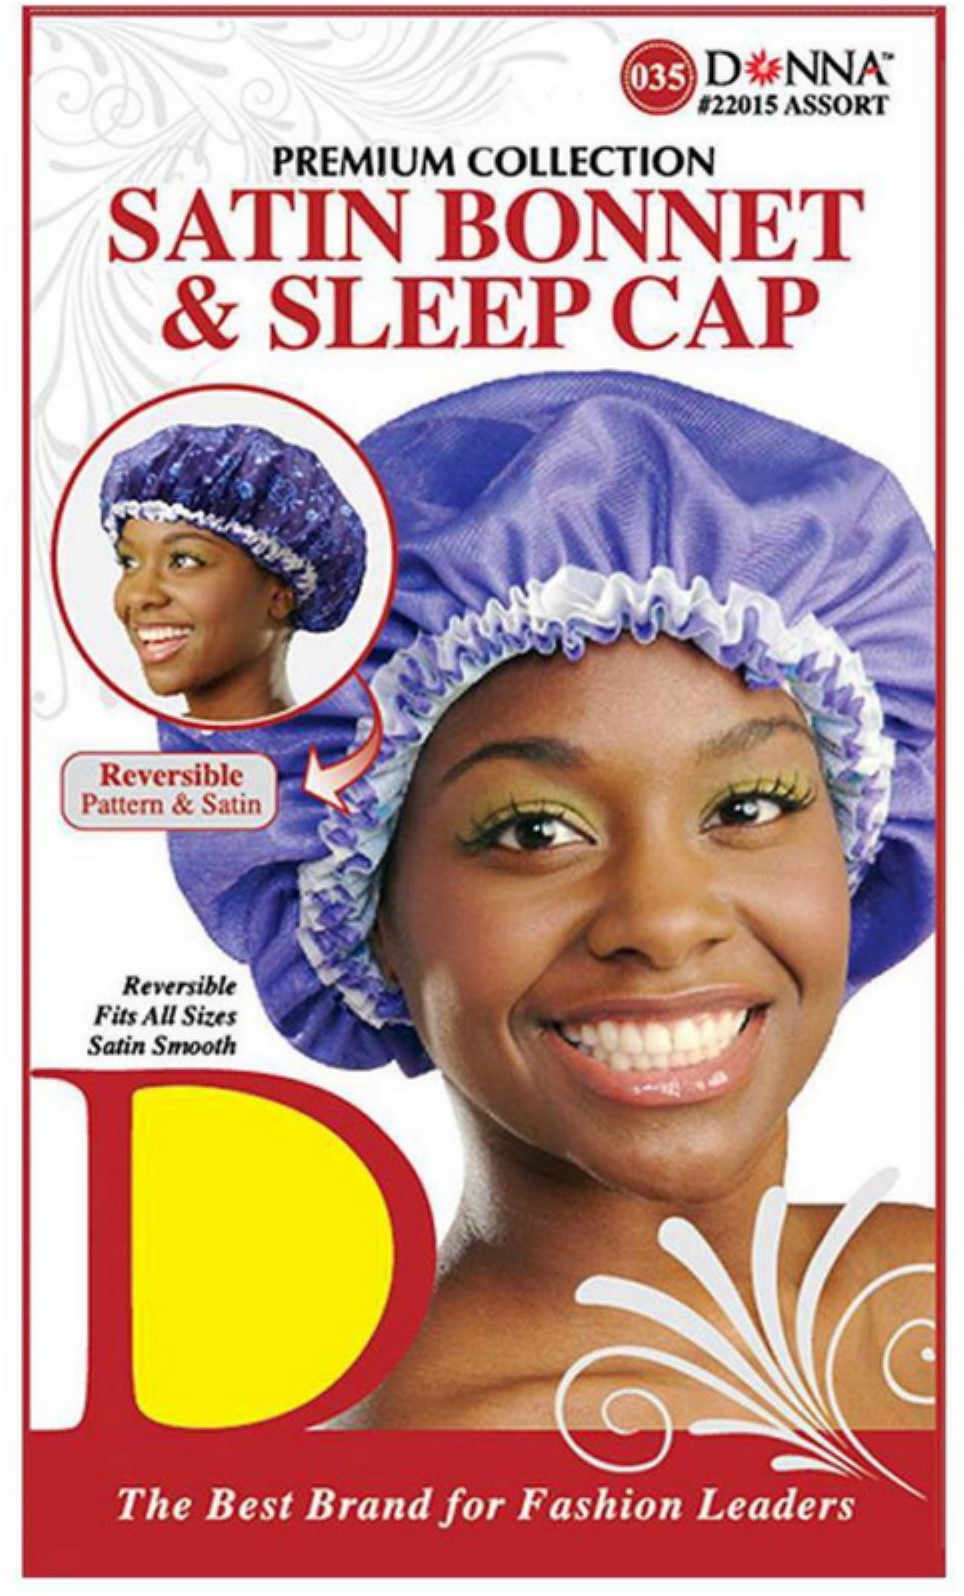 035 DONNA™
#22015 ASSORT
PREMIUM COLLECTION
SATIN BONNET
& SLEEP CAP
Reversible
Pattern & Satin
Reversible
Fits All Sizes
Satin Smooth
D
The Best Brand for Fashion Leaders